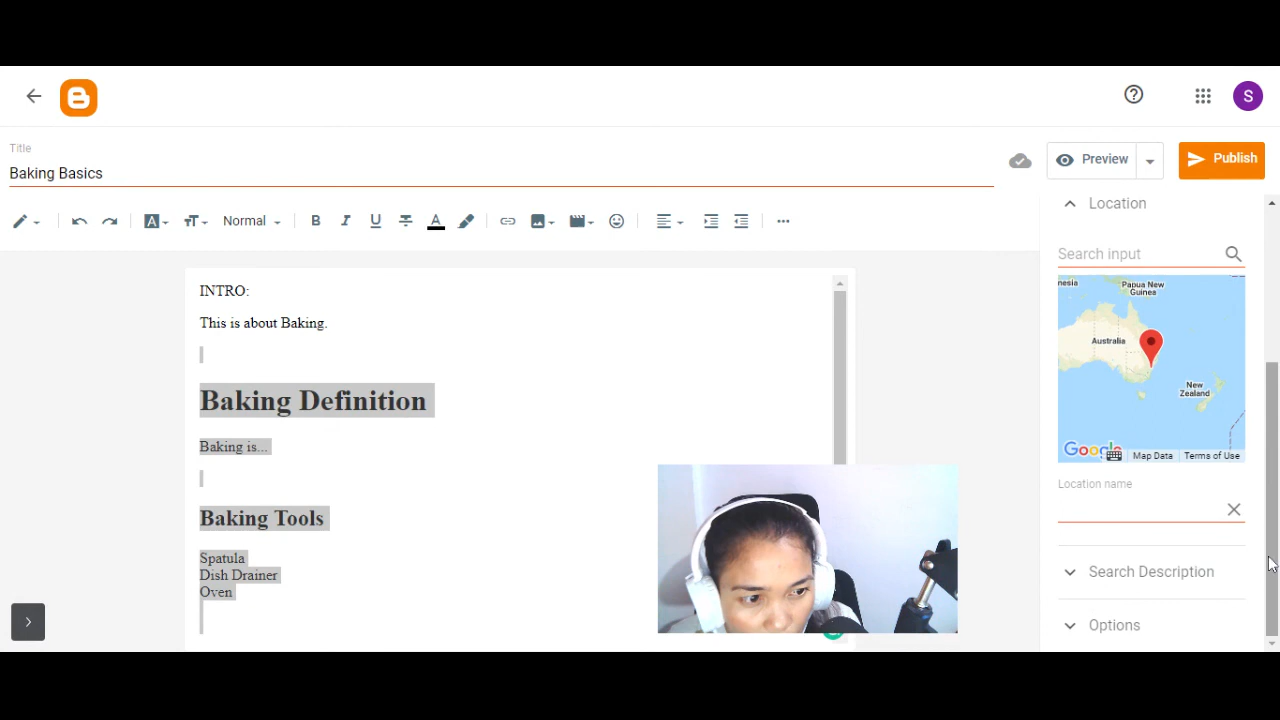 S
Title
Baking Basics
Preview
Publish
Normal
B
I
U
A
INTRO:
This is about Baking.
Baking Definition
Baking is...
Baking Tools
Spatula
Dish Drainer
Oven
Location
Search input
nesia
Papua New
Guinea
Australia
New
Zealand
Google
Map Data
Terms of Use
Location name
Search Description
Options